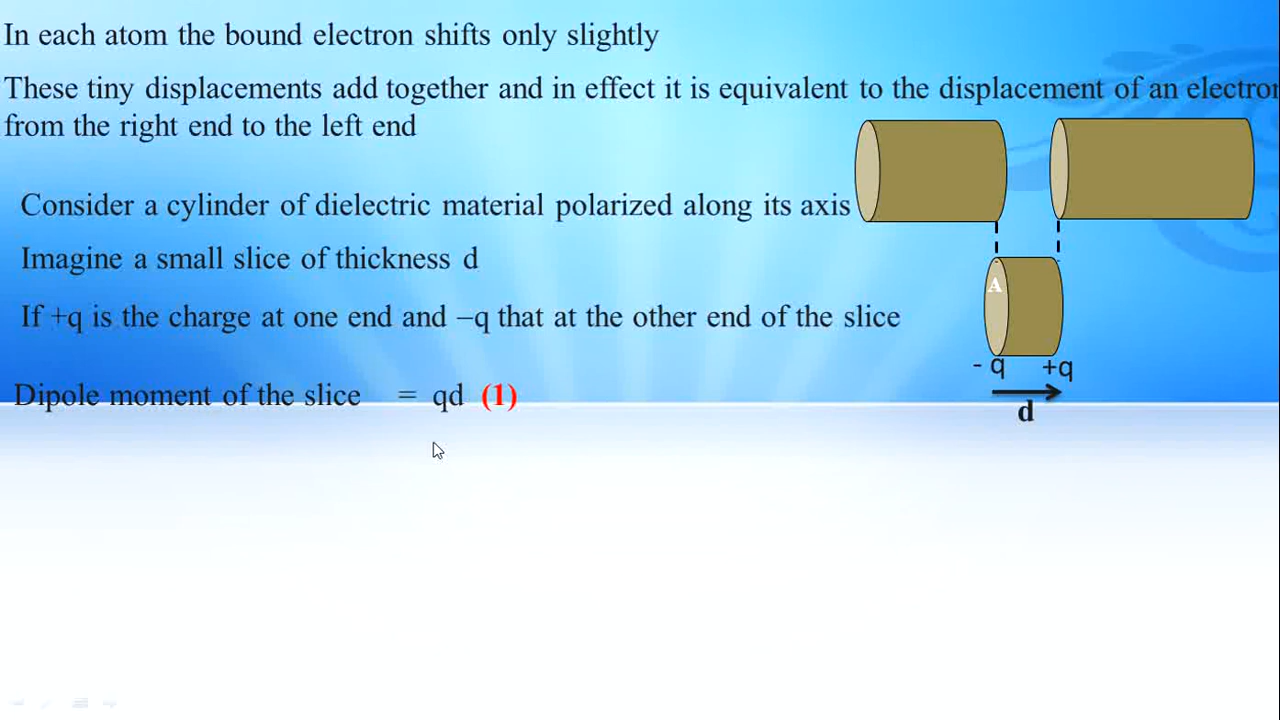 In each atom the bound electron shifts only slightly
These tiny displacements add together and in effect it is equivalent to the displacement of an electron
from the right end to the left end
Consider a cylinder of dielectric material polarized along its axis
Imagine a small slice of thickness d
A
If +q is the charge at one end and –q that at the other end of the slice
- q +q
Dipole moment of the slice = qd (1)
d